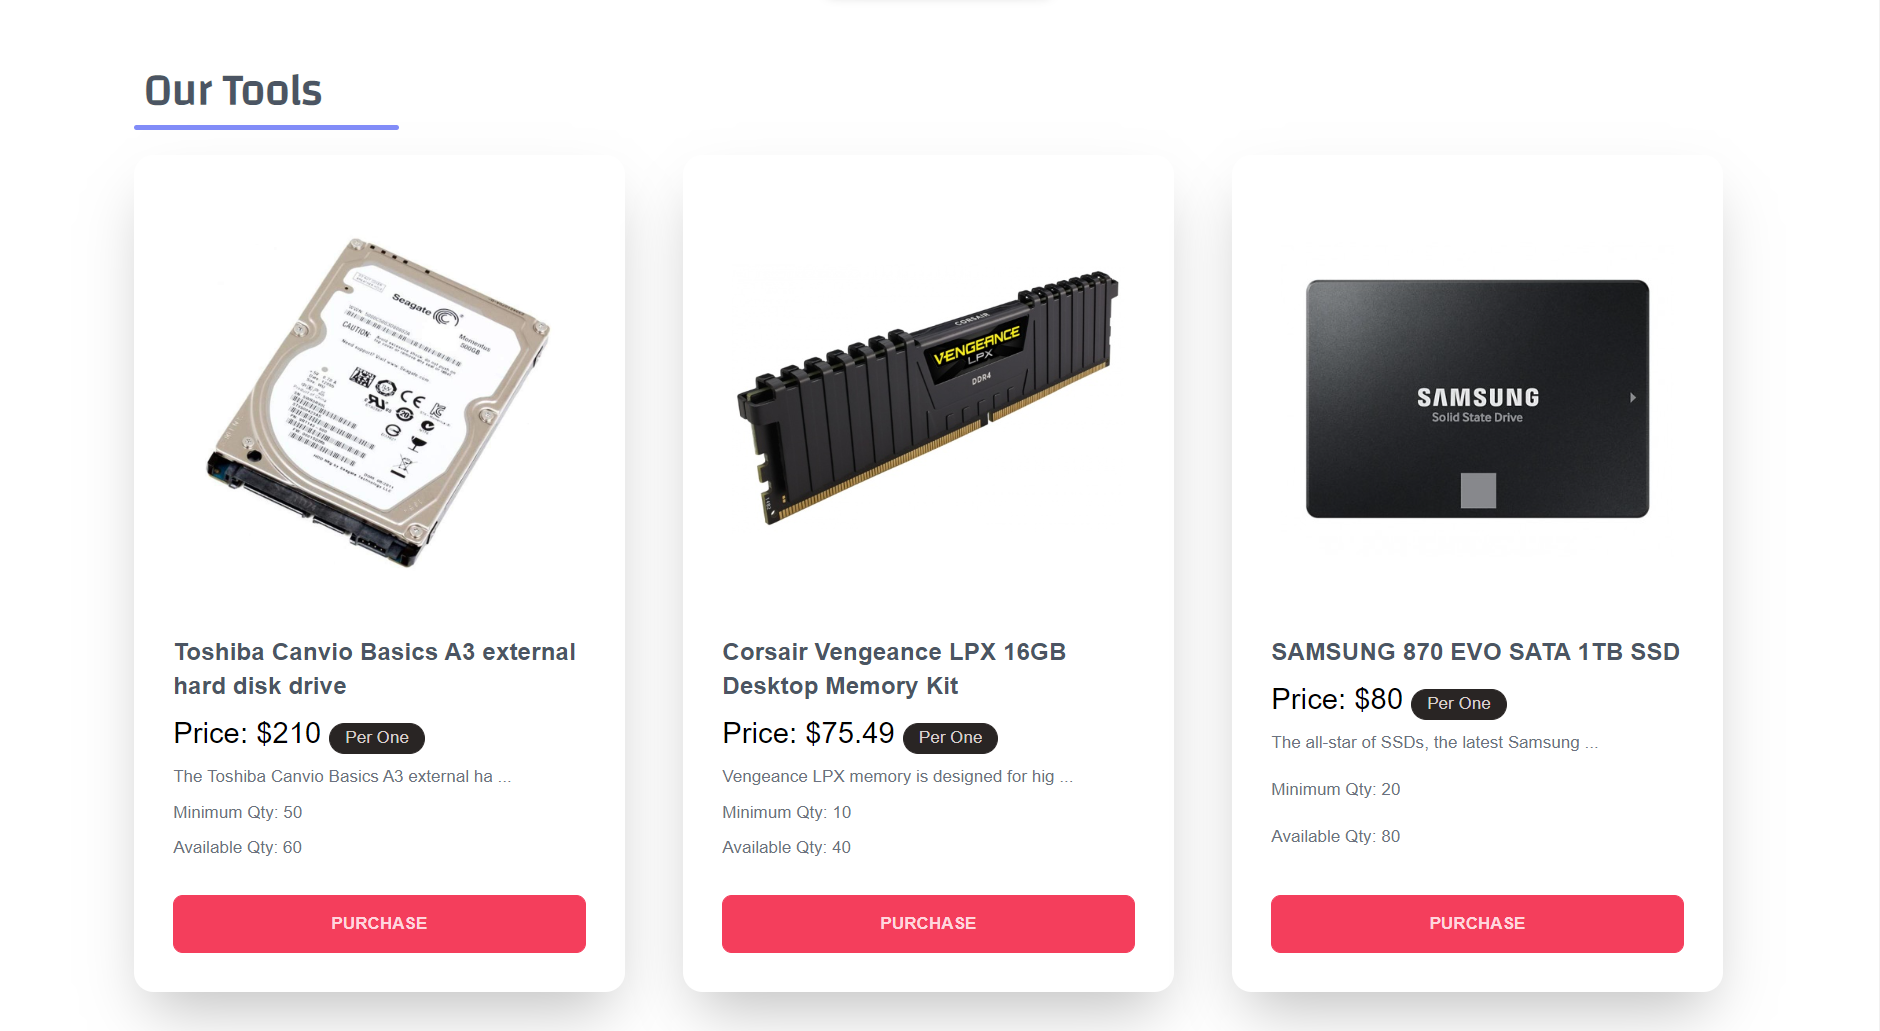 Our Tools
Seagate
Momentus
500GB
CAUTION:
Toshiba Canvio Basics A3 external
hard disk drive
Price: $210 Per One
The Toshiba Canvio Basics A3 external ha ...
Minimum Qty: 50
Available Qty: 60
PURCHASE
CORSAIR
VENGEANCE
LPX
DDR4
Corsair Vengeance LPX 16GB
Desktop Memory Kit
Price: $75.49 Per One
Vengeance LPX memory is designed for hig ...
Minimum Qty: 10
Available Qty: 40
PURCHASE
SAMSUNG
Solid State Drive
SAMSUNG 870 EVO SATA 1TB SSD
Price: $80 Per One
The all-star of SSDs, the latest Samsung ...
Minimum Qty: 20
Available Qty: 80
PURCHASE